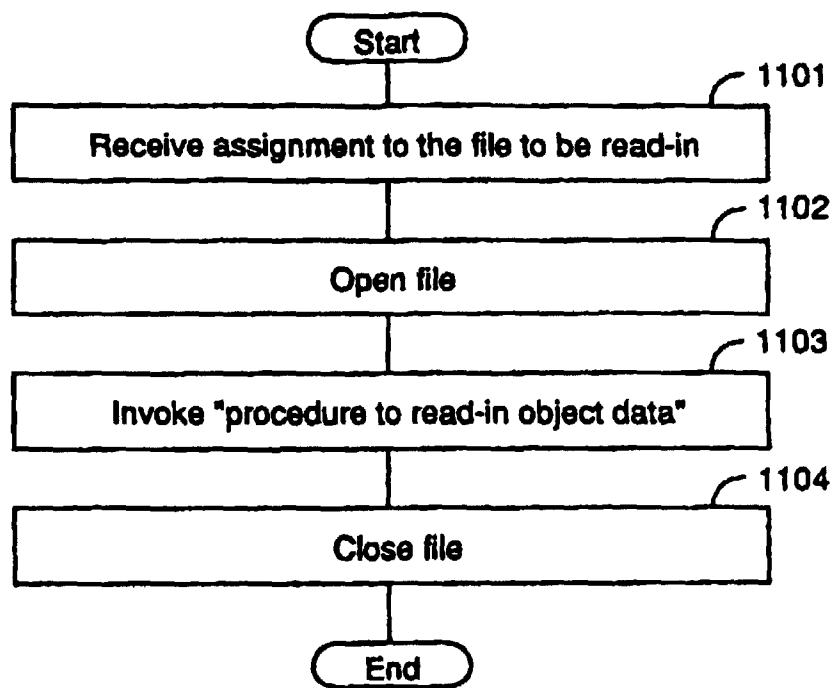 Start
1101
Receive assignment to the file to be read-in
1102
Open file
1103
Invoke "procedure to read-in object data"
1104
Close file
End